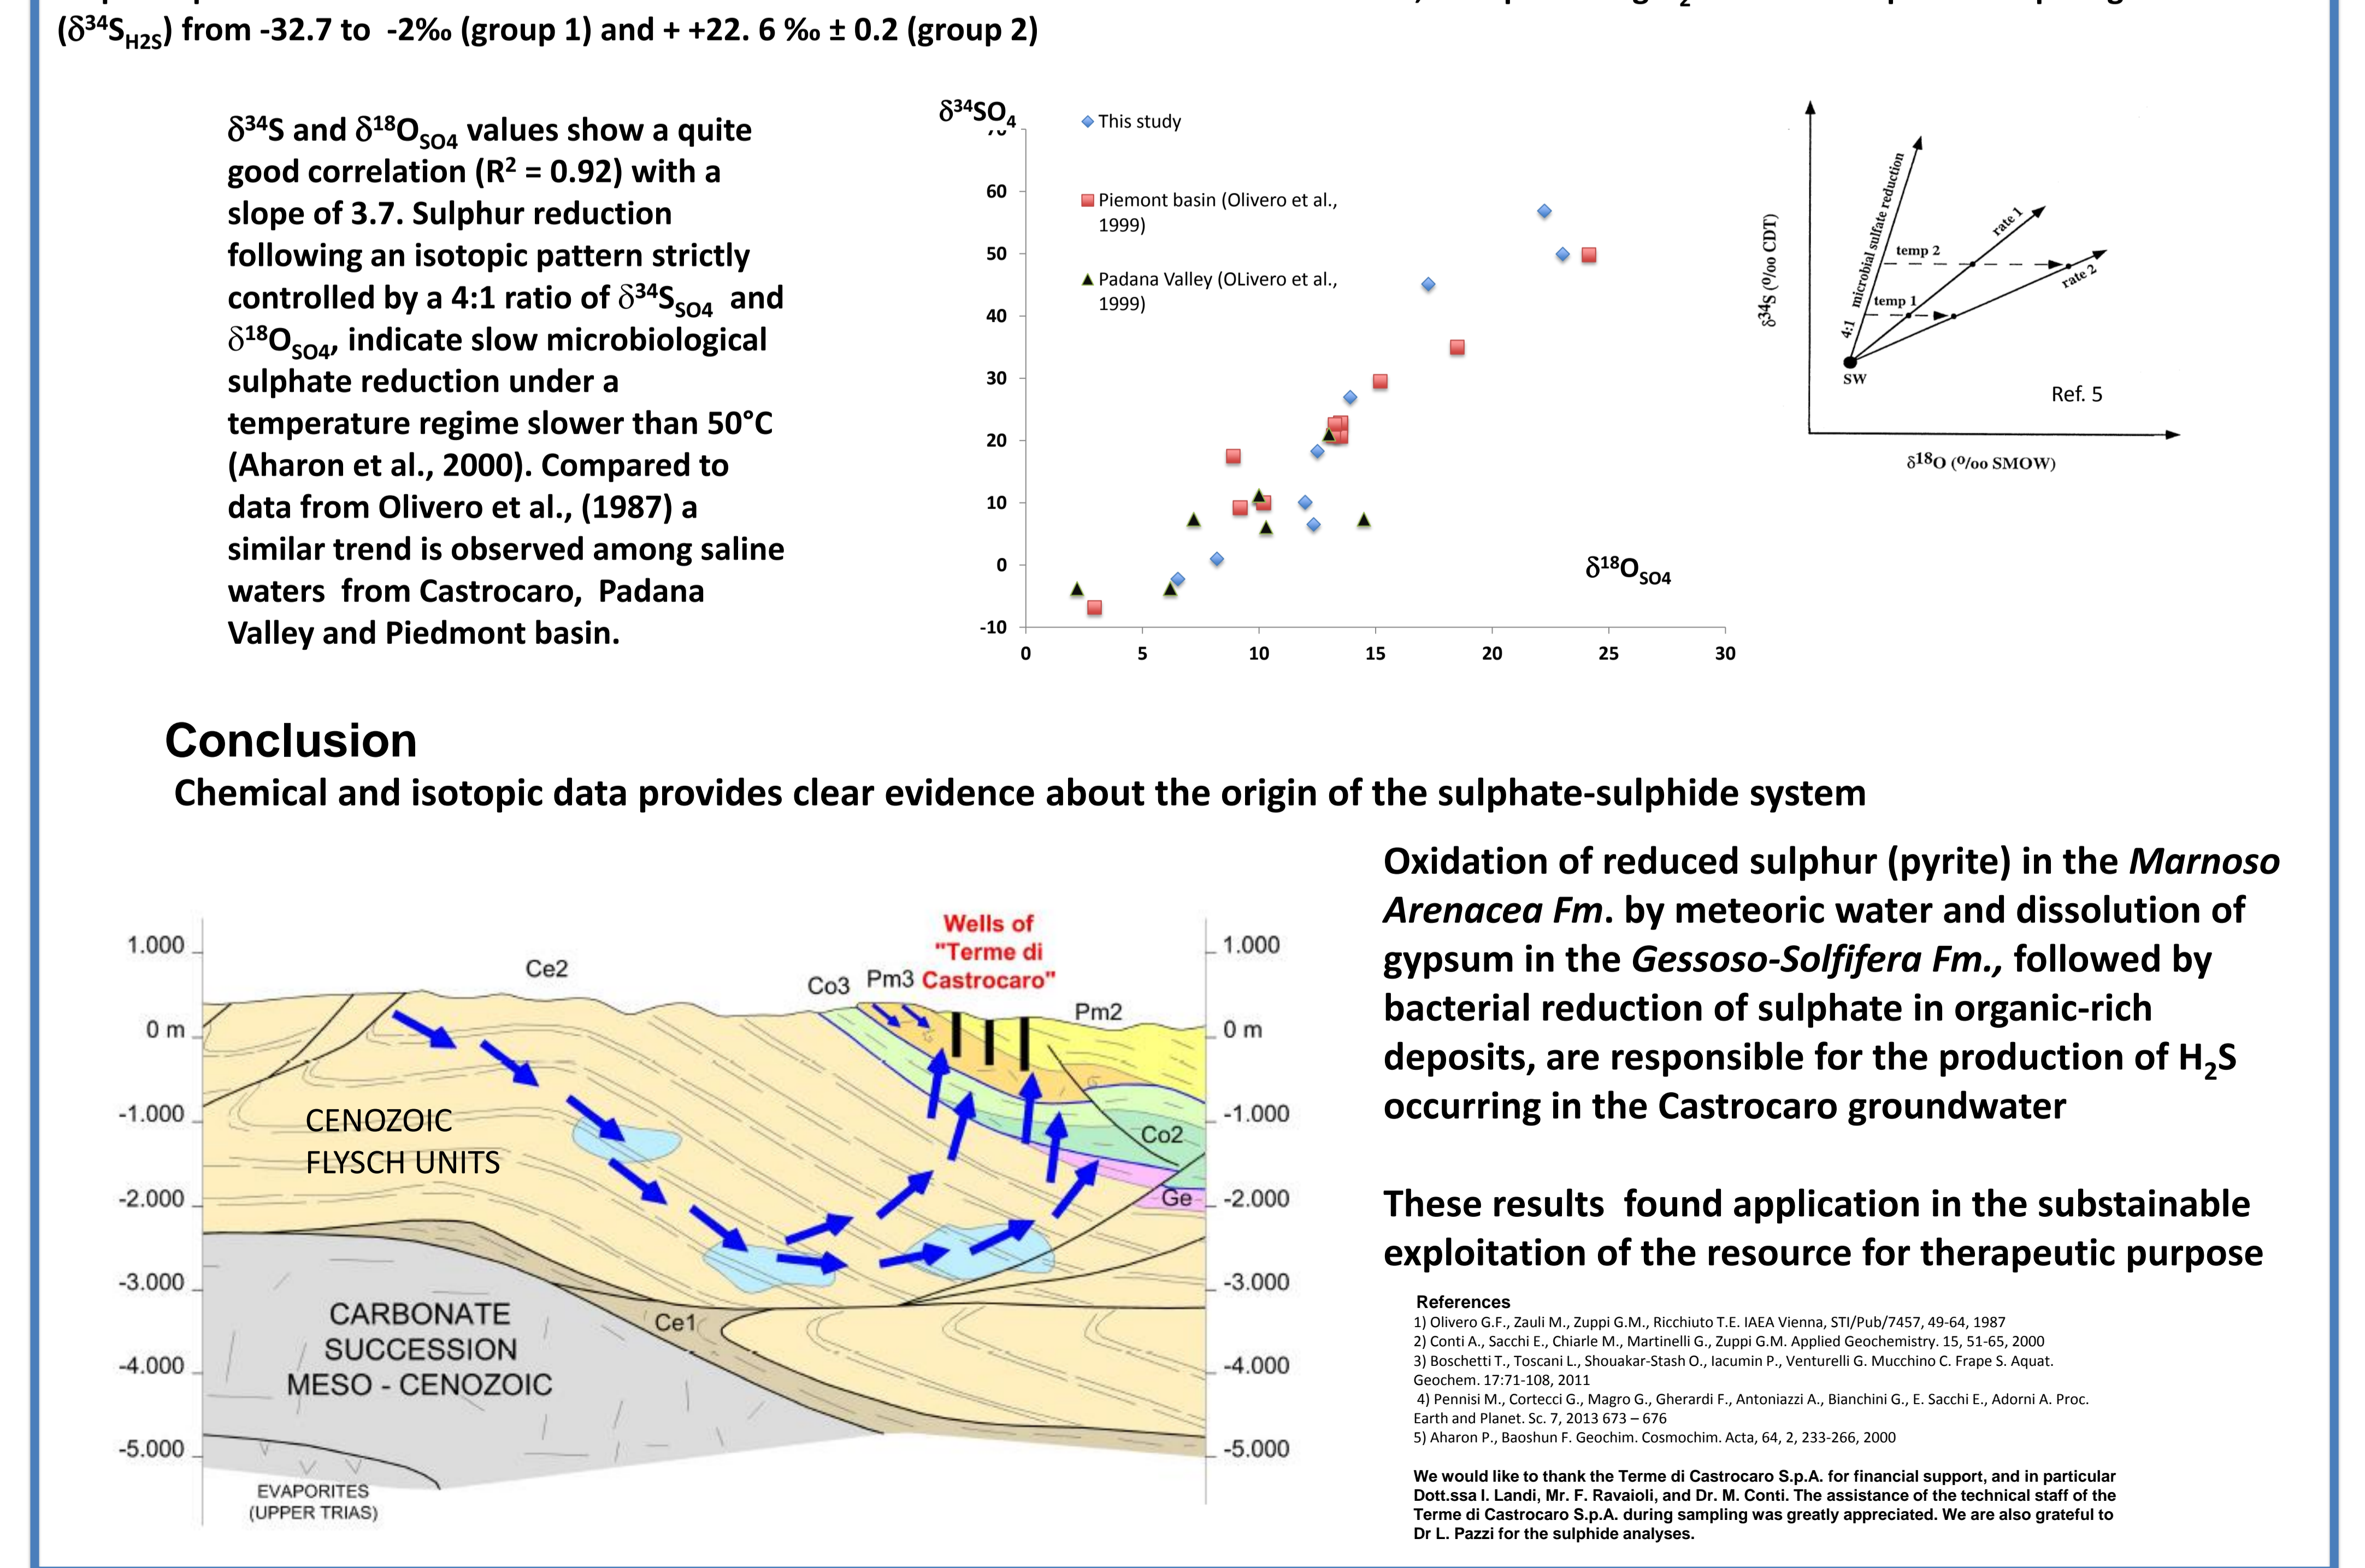 (δ³⁴S_H2S) from -32.7 to -2‰ (group 1) and + +22. 6 ‰ ± 0.2 (group 2)
δ³⁴S and δ¹⁸O_SO4 values show a quite
good correlation (R² = 0.92) with a
slope of 3.7. Sulphur reduction
following an isotopic pattern strictly
controlled by a 4:1 ratio of δ³⁴S_SO4 and
δ¹⁸O_SO4, indicate slow microbiological
sulphate reduction under a
temperature regime slower than 50°C
(Aharon et al., 2000). Compared to
data from Olivero et al., (1987) a
similar trend is observed among saline
waters from Castrocaro, Padana
Valley and Piedmont basin.
δ³⁴SO₄
This study
Piemont basin (Olivero et al.,
1999)
Padana Valley (OLivero et al.,
1999)
60
50
40
30
20
10
0
-10
0 5 10 15 20 25 30
δ¹⁸O_SO4
δ³⁴S (⁰/oo CDT)
4:1 microbial sulfate reduction
rate 1
temp 2
rate 2
temp 1
SW
Ref. 5
δ¹⁸O (⁰/oo SMOW)
Conclusion
Chemical and isotopic data provides clear evidence about the origin of the sulphate-sulphide system
Wells of
"Terme di
Castrocaro"
Ce2
Co3
Pm3
Pm2
1.000
0 m
-1.000
-2.000
-3.000
-4.000
-5.000
1.000
0 m
-1.000
-2.000
-3.000
-4.000
-5.000
CENOZOIC
FLYSCH UNITS
Co2
Ge
Ce1
CARBONATE
SUCCESSION
MESO - CENOZOIC
EVAPORITES
(UPPER TRIAS)
Oxidation of reduced sulphur (pyrite) in the Marnoso
Arenacea Fm. by meteoric water and dissolution of
gypsum in the Gessoso-Solfifera Fm., followed by
bacterial reduction of sulphate in organic-rich
deposits, are responsible for the production of H₂S
occurring in the Castrocaro groundwater
These results found application in the substainable
exploitation of the resource for therapeutic purpose
References
1) Olivero G.F., Zauli M., Zuppi G.M., Ricchiuto T.E. IAEA Vienna, STI/Pub/7457, 49-64, 1987
2) Conti A., Sacchi E., Chiarle M., Martinelli G., Zuppi G.M. Applied Geochemistry. 15, 51-65, 2000
3) Boschetti T., Toscani L., Shouakar-Stash O., Iacumin P., Venturelli G. Mucchino C. Frape S. Aquat.
Geochem. 17:71-108, 2011
4) Pennisi M., Cortecci G., Magro G., Gherardi F., Antoniazzi A., Bianchini G., E. Sacchi E., Adorni A. Proc.
Earth and Planet. Sc. 7, 2013 673 – 676
5) Aharon P., Baoshun F. Geochim. Cosmochim. Acta, 64, 2, 233-266, 2000
We would like to thank the Terme di Castrocaro S.p.A. for financial support, and in particular
Dott.ssa I. Landi, Mr. F. Ravaioli, and Dr. M. Conti. The assistance of the technical staff of the
Terme di Castrocaro S.p.A. during sampling was greatly appreciated. We are also grateful to
Dr L. Pazzi for the sulphide analyses.